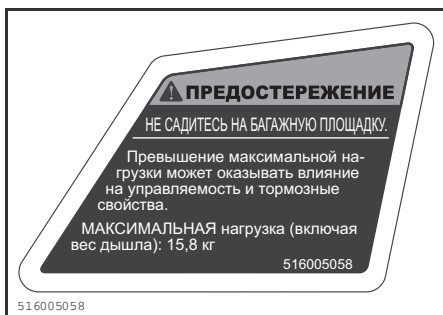 ПРЕДОСТЕРЕЖЕНИЕ
НЕ САДИТЕСЬ НА БАГАЖНУЮ ПЛОЩАДКУ.
Превышение максимальной на-
грузки может оказывать влияние
на управляемость и тормозные
свойства.
МАКСИМАЛЬНАЯ нагрузка (включая
вес дышла): 15,8 кг
516005058
516005058